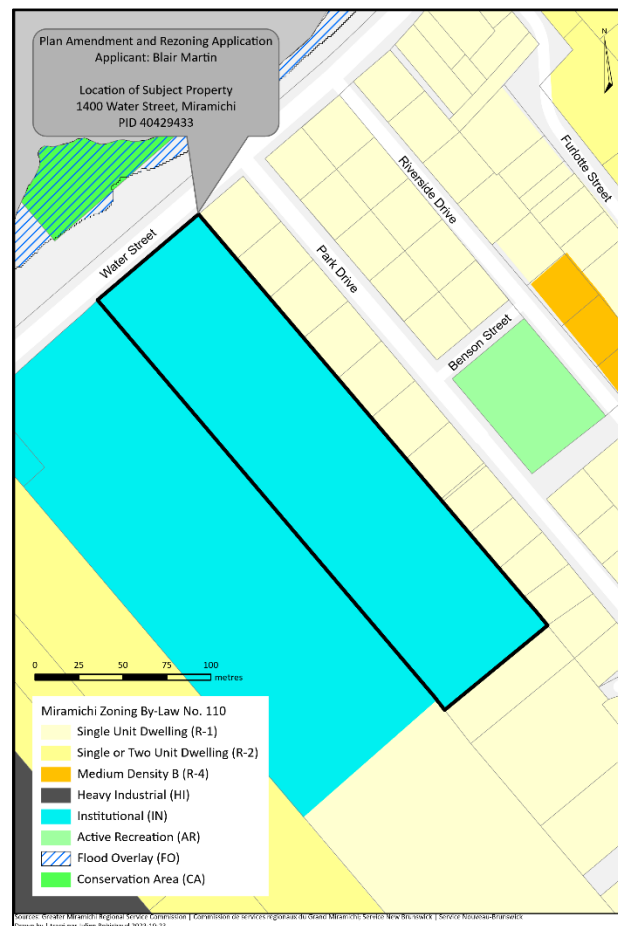 Plan Amendment and Rezoning Application
Applicant: Blair Martin
Location of Subject Property
1400 Water Street, Miramichi
PID 40429433
N
Water Street
Park Drive
Riverside Drive
Furlotte Street
Benson Street
0 25 50 75 100
metres
Miramichi Zoning By-Law No. 110
Single Unit Dwelling (R-1)
Single or Two Unit Dwelling (R-2)
Medium Density B (R-4)
Heavy Industrial (HI)
Institutional (IN)
Active Recreation (AR)
Flood Overlay (FO)
Conservation Area (CA)
Sources: Greater Miramichi Regional Service Commission | Commission de services régionaux du Grand Miramichi; Service New Brunswick | Service Nouveau-Brunswick